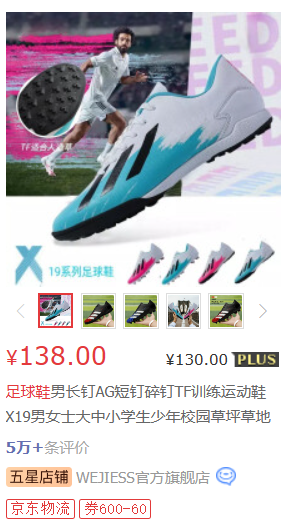 EED
SPEED
TF适合人造草
X 19系列足球鞋
¥138.00
¥130.00 PLUS
足球鞋男长钉AG短钉碎钉TF训练运动鞋
X19男女士大中小学生少年校园草坪草地
5万+条评价
五星店铺 WEJIESS官方旗舰店
京东物流 券600-60